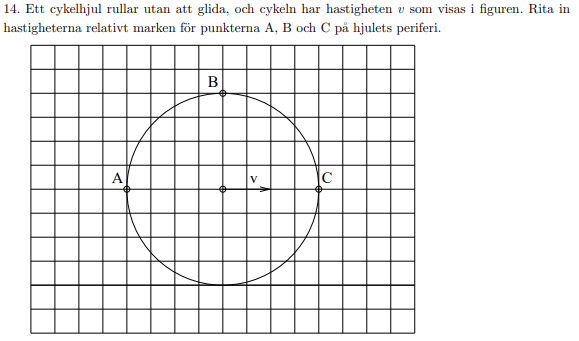 14. Ett cykelhjul rullar utan att glida, och cykeln har hastigheten v som visas i figuren. Rita in
hastigheterna relativt marken för punkterna A, B och C på hjulets periferi.
B
A
v
C